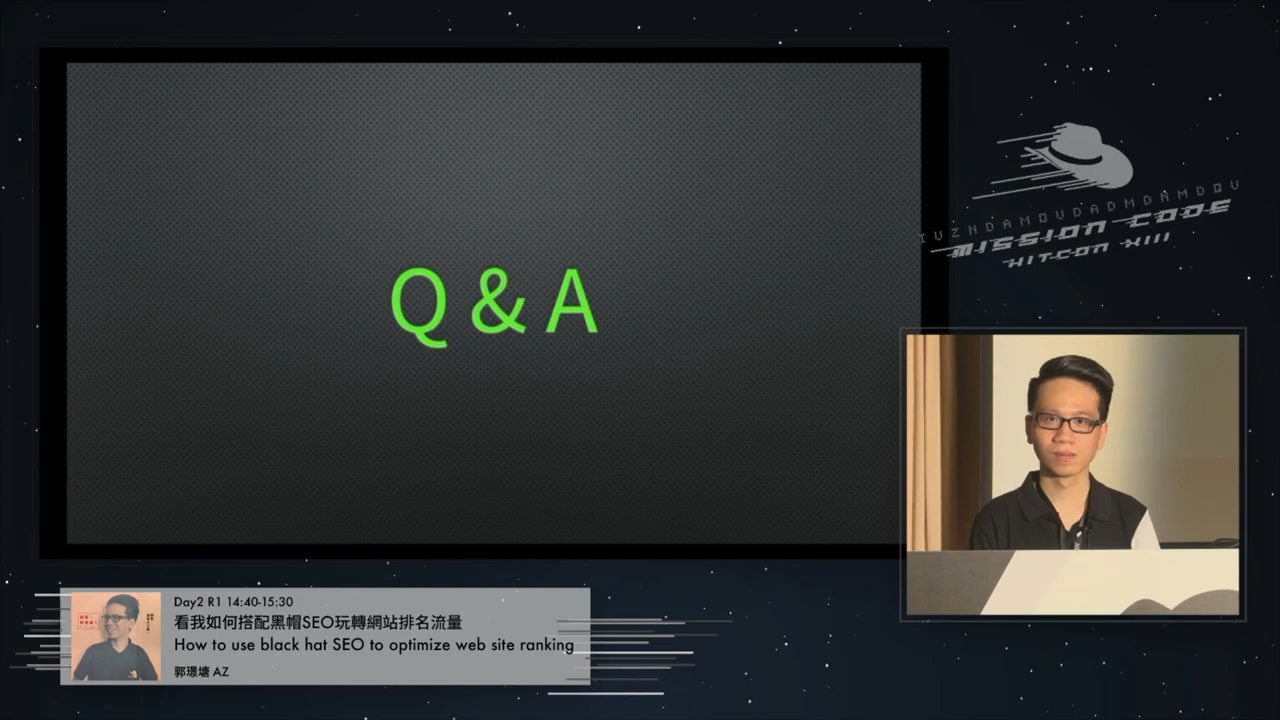 Q & A
IVZNDAMOVDADMDNMDQV
MISSION CODE
HITCON XIII
Day2 R1 14:40-15:30
看我如何搭配黑帽SEO玩轉網站排名流量
How to use black hat SEO to optimize web site ranking
郭璟塘 AZ